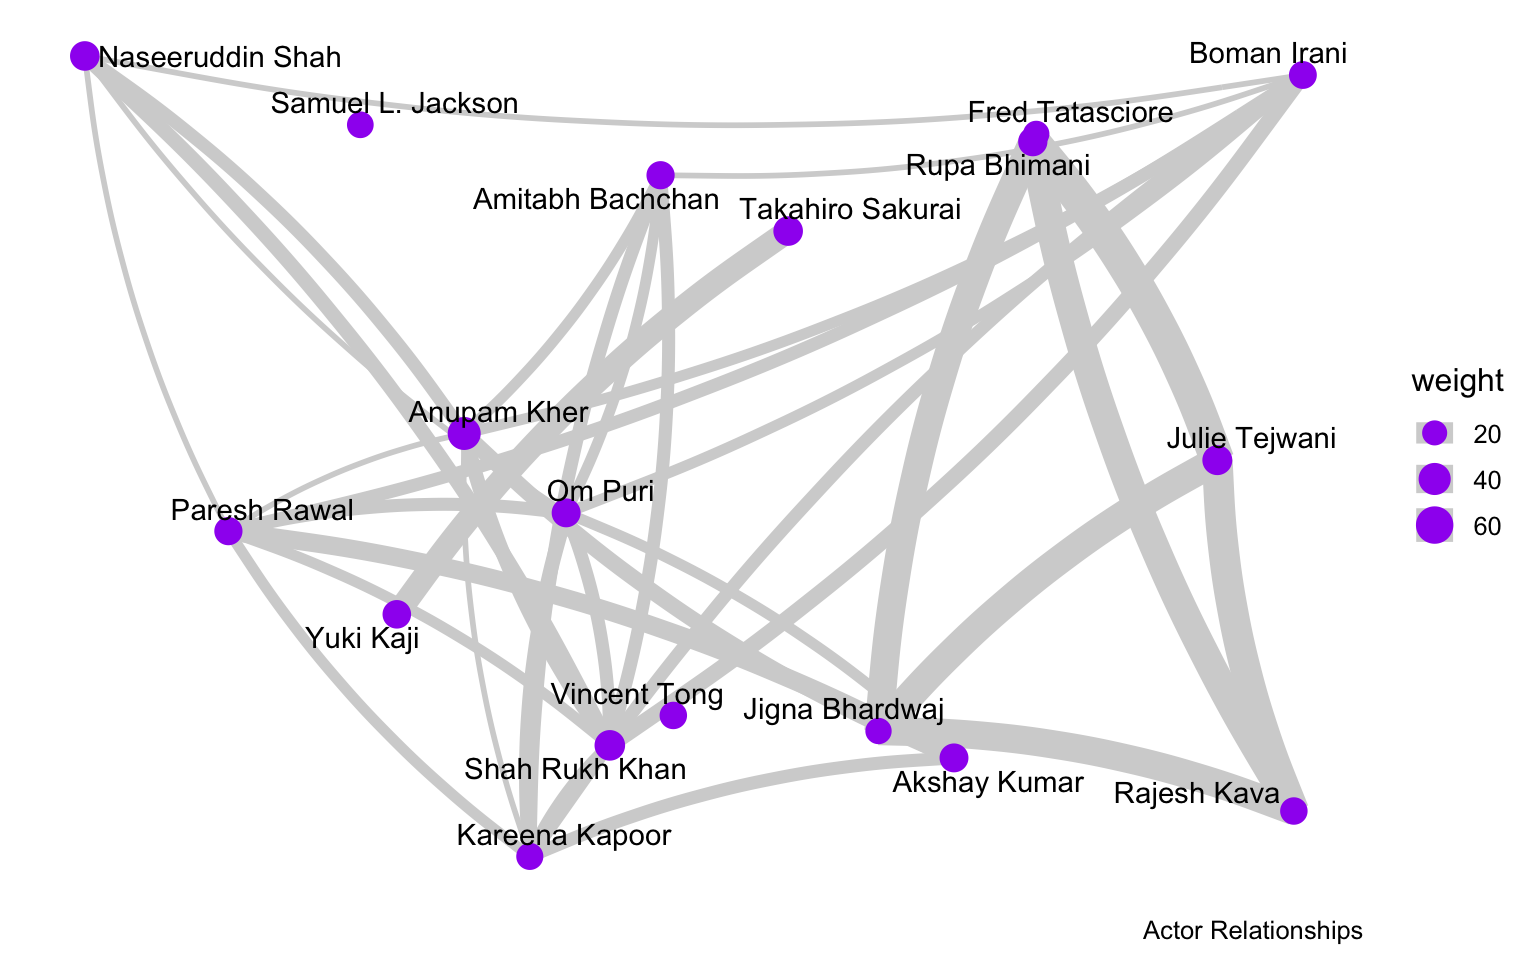 Naseeruddin Shah
Boman Irani
Samuel L. Jackson
Fred Tatasciore
Rupa Bhimani
Amitabh Bachchan
Takahiro Sakurai
weight
20
40
60
Anupam Kher
Julie Tejwani
Om Puri
Paresh Rawal
Yuki Kaji
Vincent Tong
Jigna Bhardwaj
Shah Rukh Khan
Akshay Kumar
Rajesh Kava
Kareena Kapoor
Actor Relationships